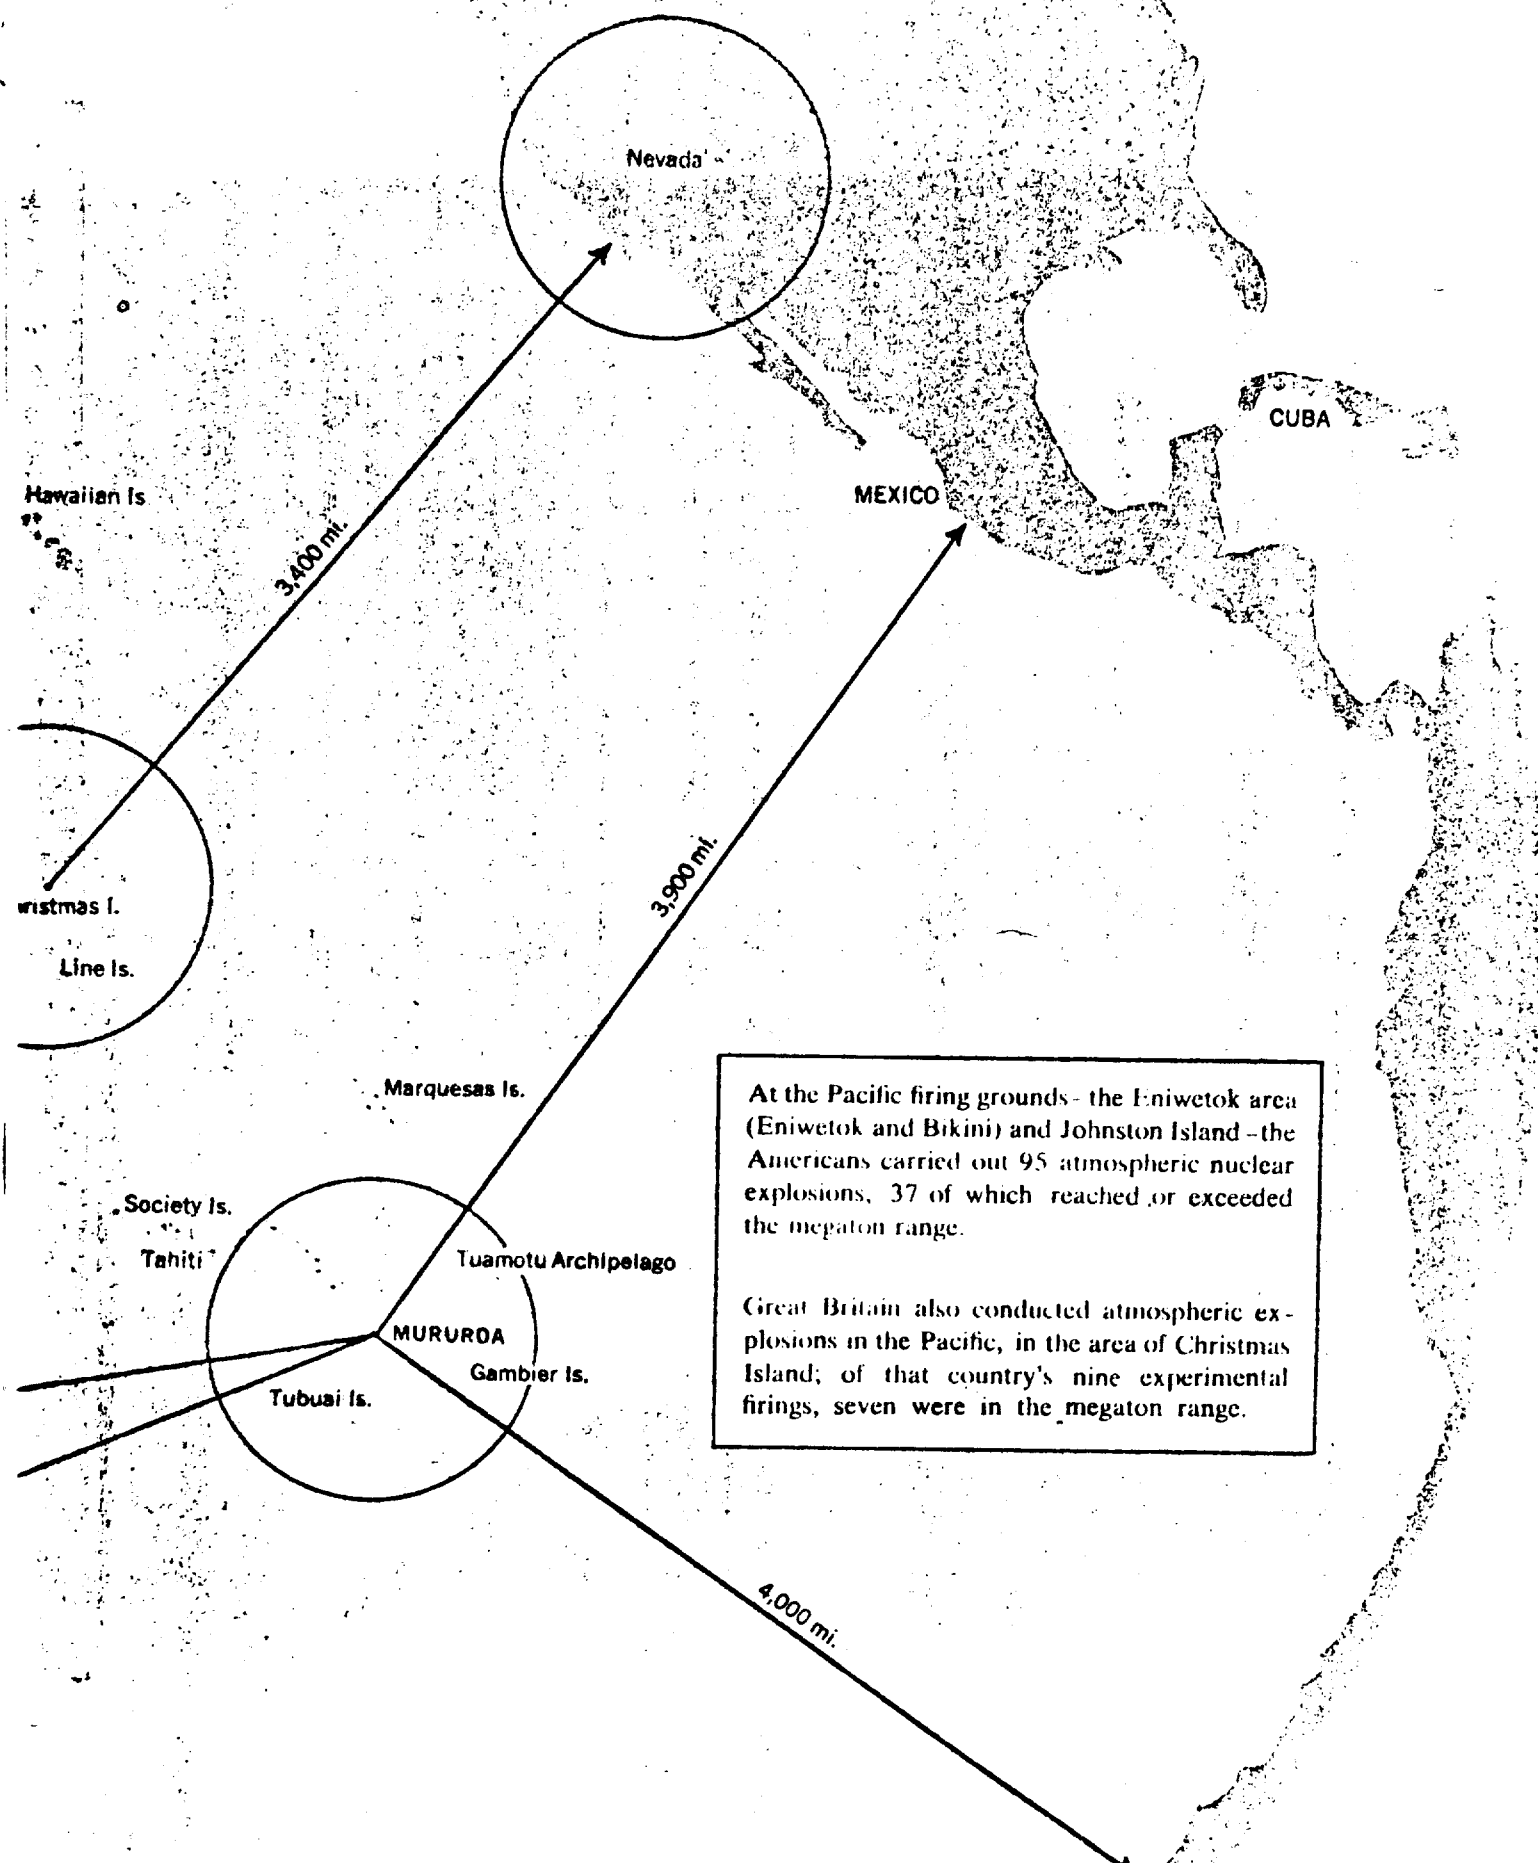 Nevada
CUBA
Hawaiian Is
MEXICO
3,400 mi.
3,900 mi.
ristmas I.
Line Is.
Marquesas Is.
At the Pacific firing grounds - the Eniwetok area
(Eniwetok and Bikini) and Johnston Island - the
Americans carried out 95 atmospheric nuclear
explosions, 37 of which reached or exceeded
the megaton range.
Society Is.
Tahiti
Tuamotu Archipelago
MURUROA
Gambier Is.
Tubuai Is.
Great Britain also conducted atmospheric ex-
plosions in the Pacific, in the area of Christmas
Island; of that country's nine experimental
firings, seven were in the megaton range.
4,000 mi.